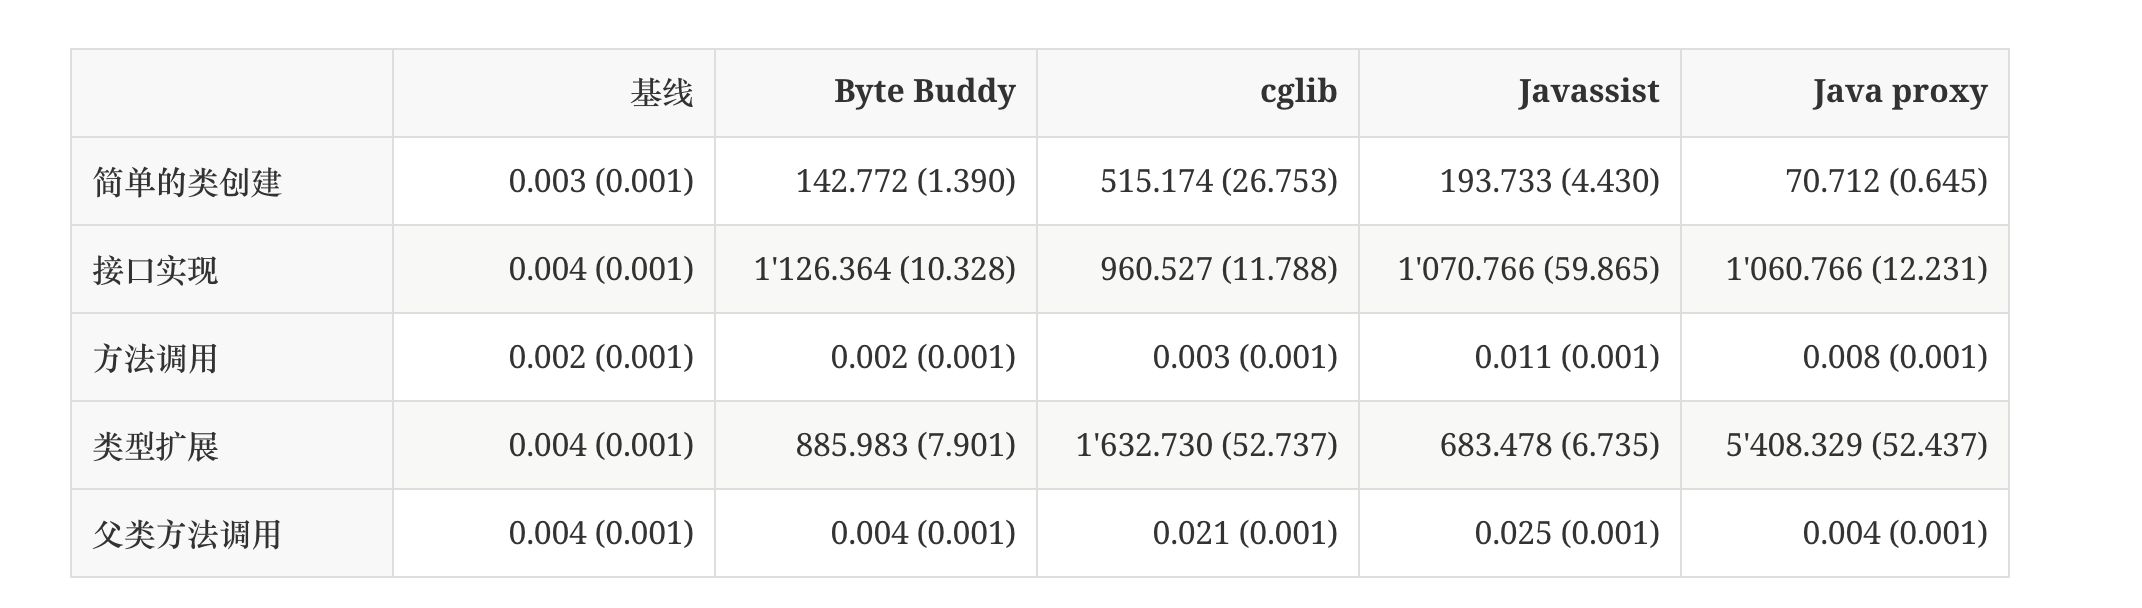 基线 Byte Buddy cglib Javassist Java proxy
简单的类创建 0.003 (0.001) 142.772 (1.390) 515.174 (26.753) 193.733 (4.430) 70.712 (0.645)
接口实现 0.004 (0.001) 1'126.364 (10.328) 960.527 (11.788) 1'070.766 (59.865) 1'060.766 (12.231)
方法调用 0.002 (0.001) 0.002 (0.001) 0.003 (0.001) 0.011 (0.001) 0.008 (0.001)
类型扩展 0.004 (0.001) 885.983 (7.901) 1'632.730 (52.737) 683.478 (6.735) 5'408.329 (52.437)
父类方法调用 0.004 (0.001) 0.004 (0.001) 0.021 (0.001) 0.025 (0.001) 0.004 (0.001)